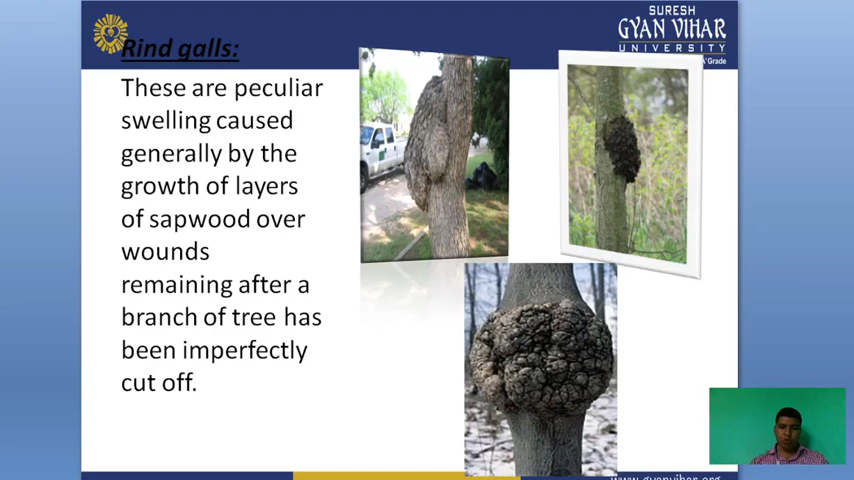 SURESH
GYAN VIHAR
UNIVERSITY
A⁺Grade
Rind galls:
These are peculiar
swelling caused
generally by the
growth of layers
of sapwood over
wounds
remaining after a
branch of tree has
been imperfectly
cut off.
www.gyanvihar.org